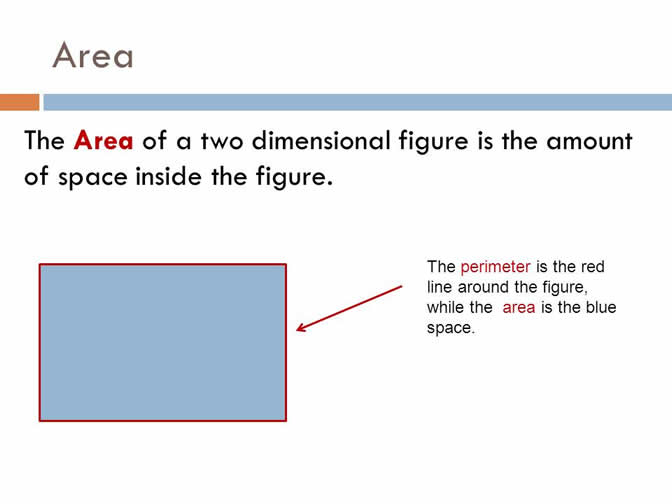 Area
The Area of a two dimensional figure is the amount
of space inside the figure.
The perimeter is the red
line around the figure,
while the  area is the blue
space.